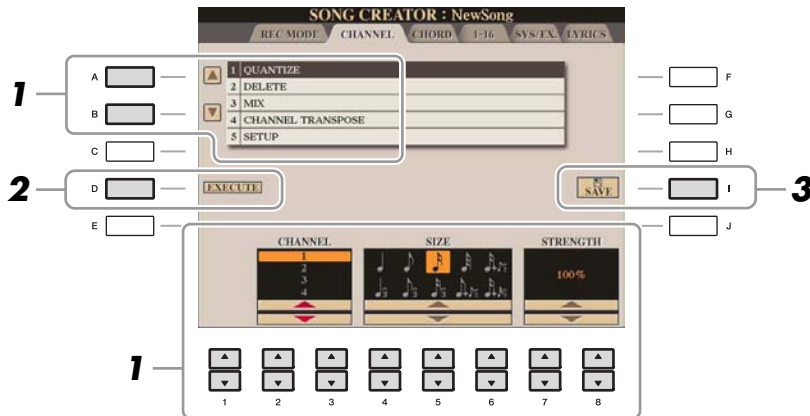 SONG CREATOR : NewSong
REC MODE CHANNEL CHORD 1-16 SYS/EX. LYRICS
1
A
B
C
2 D
E
1 QUANTIZE
2 DELETE
3 MIX
4 CHANNEL TRANSPOSE
5 SETUP
EXECUTE
SAVE
F
G
H
I 3
J
CHANNEL SIZE STRENGTH
1
2
3
4
100%
1
1 2 3 4 5 6 7 8